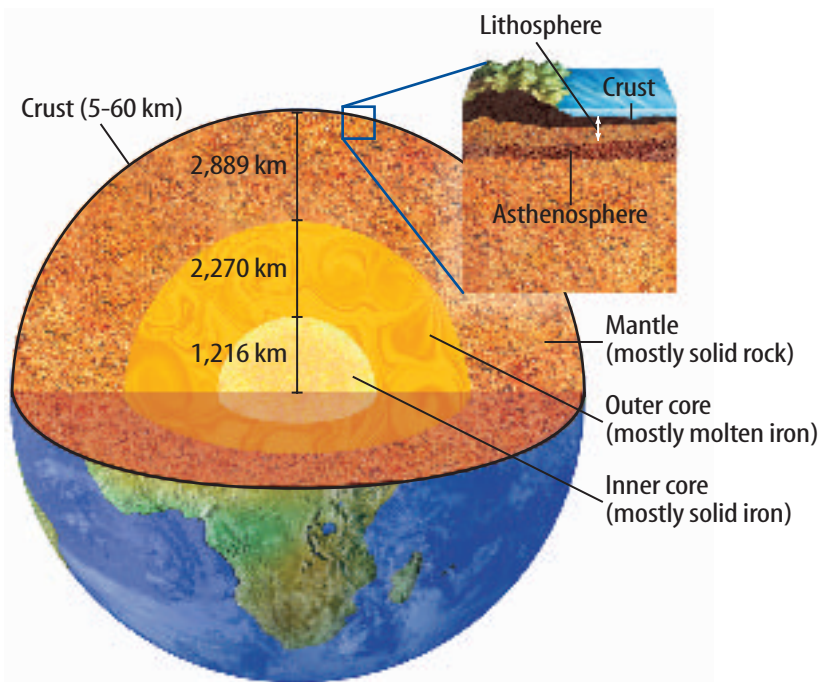 Lithosphere
Crust
Crust (5-60 km)
2,889 km
Asthenosphere
2,270 km
Mantle
(mostly solid rock)
1,216 km
Outer core
(mostly molten iron)
Inner core
(mostly solid iron)